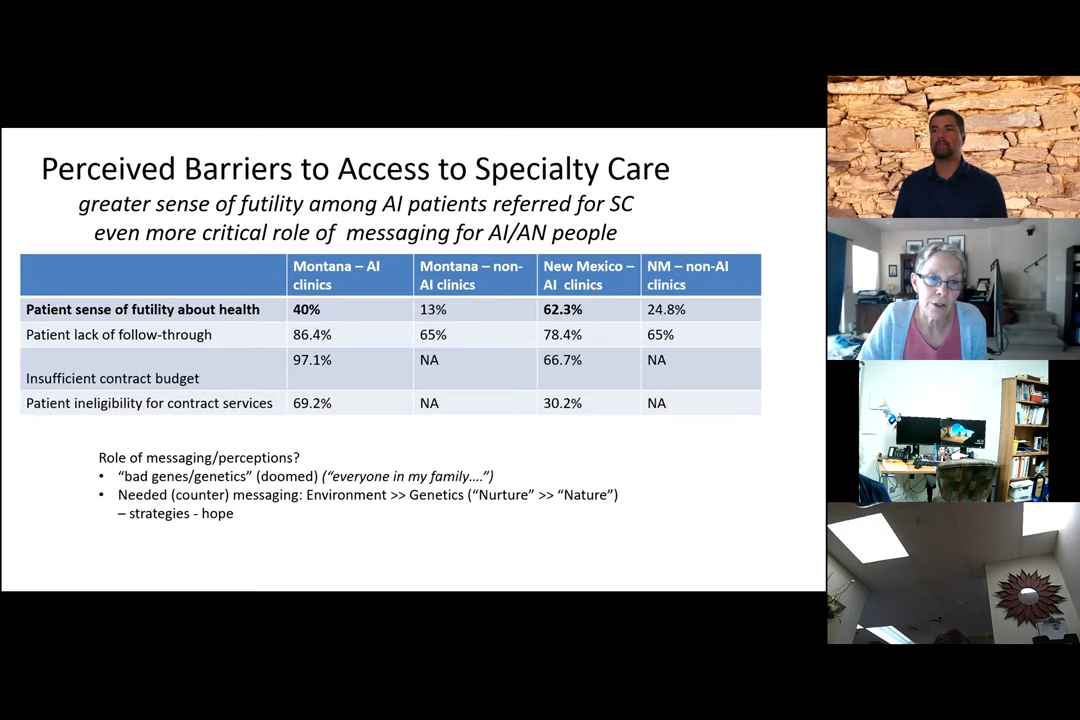 Perceived Barriers to Access to Specialty Care
greater sense of futility among AI patients referred for SC
even more critical role of messaging for AI/AN people
Montana – AI clinics
Montana – non-AI clinics
New Mexico – AI clinics
NM – non-AI clinics
Patient sense of futility about health 40% 13% 62.3% 24.8%
Patient lack of follow-through 86.4% 65% 78.4% 65%
Insufficient contract budget 97.1% NA 66.7% NA
Patient ineligibility for contract services 69.2% NA 30.2% NA
Role of messaging/perceptions?
• “bad genes/genetics” (doomed) (“everyone in my family….”)
• Needed (counter) messaging: Environment >> Genetics (“Nurture” >> “Nature”)
– strategies - hope